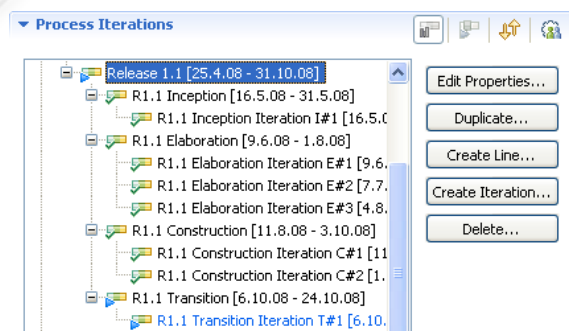 Process Iterations
Release 1.1 [25.4.08 - 31.10.08]
R1.1 Inception [16.5.08 - 31.5.08]
R1.1 Inception Iteration I#1 [16.5.0
R1.1 Elaboration [9.6.08 - 1.8.08]
R1.1 Elaboration Iteration E#1 [9.6.
R1.1 Elaboration Iteration E#2 [7.7.
R1.1 Elaboration Iteration E#3 [4.8.
R1.1 Construction [11.8.08 - 3.10.08]
R1.1 Construction Iteration C#1 [11
R1.1 Construction Iteration C#2 [1.
R1.1 Transition [6.10.08 - 24.10.08]
R1.1 Transition Iteration T#1 [6.10.
Edit Properties...
Duplicate...
Create Line...
Create Iteration...
Delete...